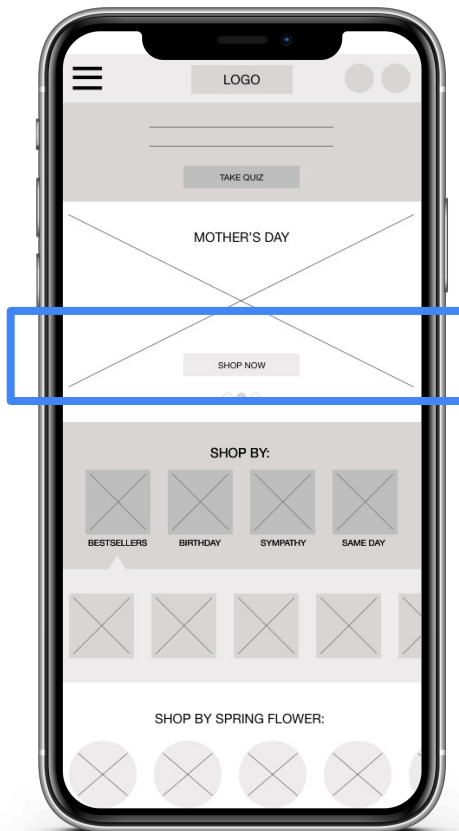 LOGO
TAKE QUIZ
MOTHER'S DAY
SHOP NOW
SHOP BY:
BESTSELLERS BIRTHDAY SYMPATHY SAME DAY
SHOP BY SPRING FLOWER: